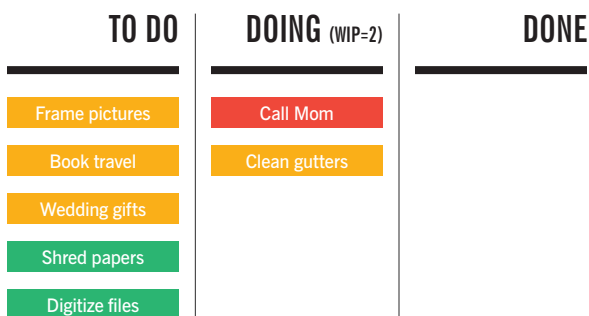 TO DO
Frame pictures
Book travel
Wedding gifts
Shred papers
Digitize files
DOING (WIP=2)
Call Mom
Clean gutters
DONE